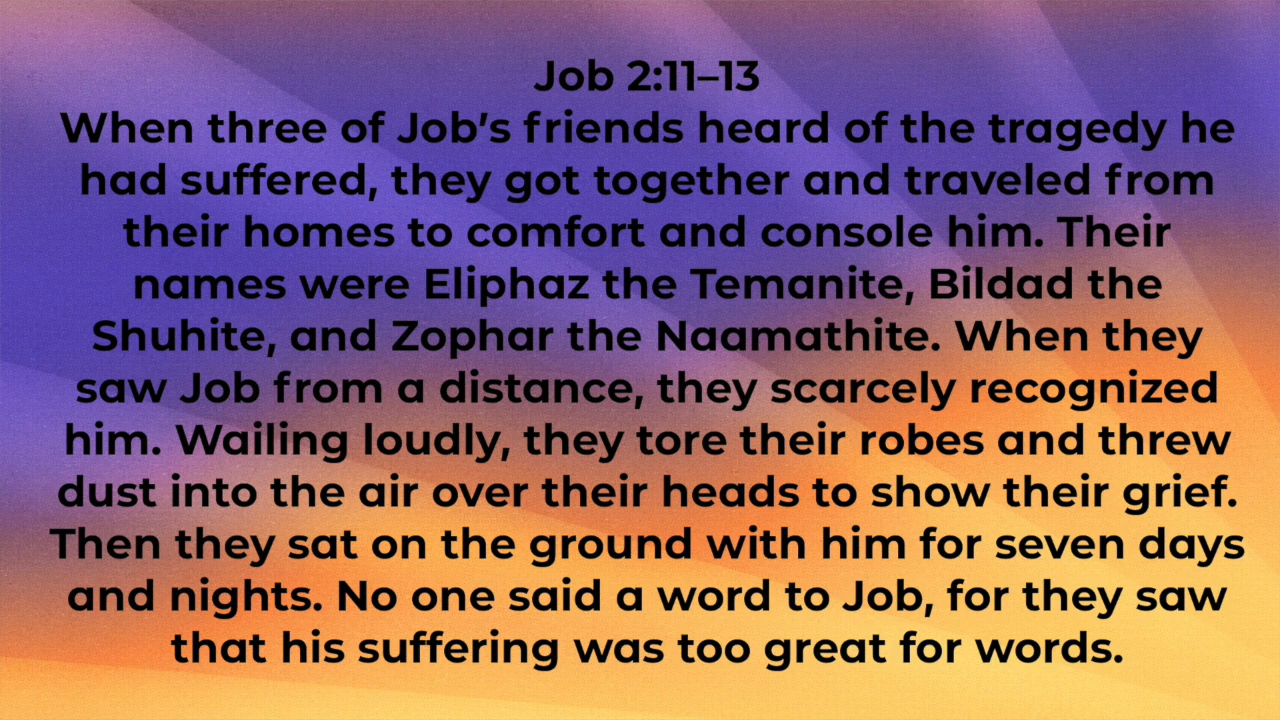 Job 2:11–13
When three of Job's friends heard of the tragedy he
had suffered, they got together and traveled from
their homes to comfort and console him. Their
names were Eliphaz the Temanite, Bildad the
Shuhite, and Zophar the Naamathite. When they
saw Job from a distance, they scarcely recognized
him. Wailing loudly, they tore their robes and threw
dust into the air over their heads to show their grief.
Then they sat on the ground with him for seven days
and nights. No one said a word to Job, for they saw
that his suffering was too great for words.